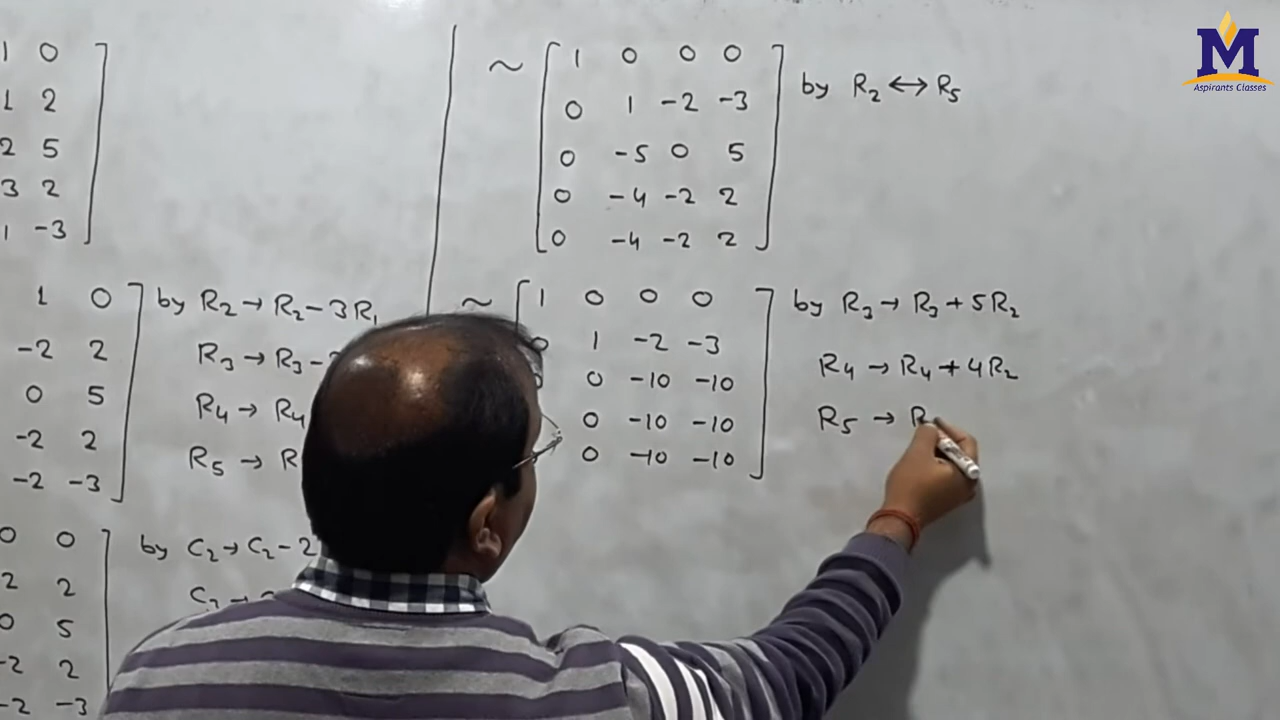 1 0
1 2
2 5
3 2
1 -3
1 0 by R2 → R2 - 3R1
-2 2 R3 → R3 -
0 5 R4 → R4
-2 2 R5 → R
-2 -3
0 0 by C2 → C2 - 2
2 2
0 5
-2 2
-2 -3
~ 1 0 0 0 by R2 ↔ R5
0 1 -2 -3
0 -5 0 5
0 -4 -2 2
0 -4 -2 2
~ 1 0 0 0 by R3 → R3 + 5R2
0 1 -2 -3
0 -10 -10 R4 → R4 + 4R2
0 -10 -10 R5 → R
0 -10 -10
M
Aspirants Classes